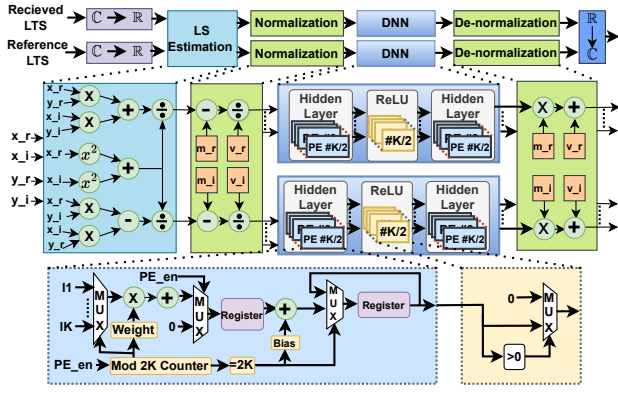 Recieved LTS
ℂ → ℝ
LS Estimation
Normalization
DNN
De-normalization
ℝ ↓ ℂ
Reference LTS
ℂ → ℝ
Normalization
DNN
De-normalization
x_r
x_i
y_r
y_i
x_r
y_r
x_i
y_i
x_r
x_i
x_r
y_i
x_i
y_r
X
X
x²
x²
X
X
+
+
−
÷
÷
−
÷
m_r
v_r
m_i
v_i
−
÷
Hidden Layer
ReLU
Hidden Layer
PE #K/2
#K/2
PE #K/2
Hidden Layer
ReLU
Hidden Layer
PE #K/2
#K/2
PE #K/2
X
+
m_r
v_r
m_i
v_i
X
+
I1
IK
MUX
X
+
PE_en
0
MUX
Register
+
MUX
Register
Weight
Bias
PE_en
Mod 2K Counter
=2K
0
MUX
>0